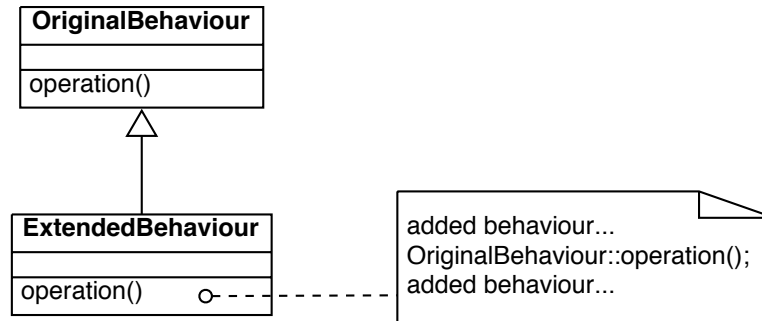 OriginalBehaviour
operation()
ExtendedBehaviour
operation()
added behaviour...
OriginalBehaviour::operation();
added behaviour...